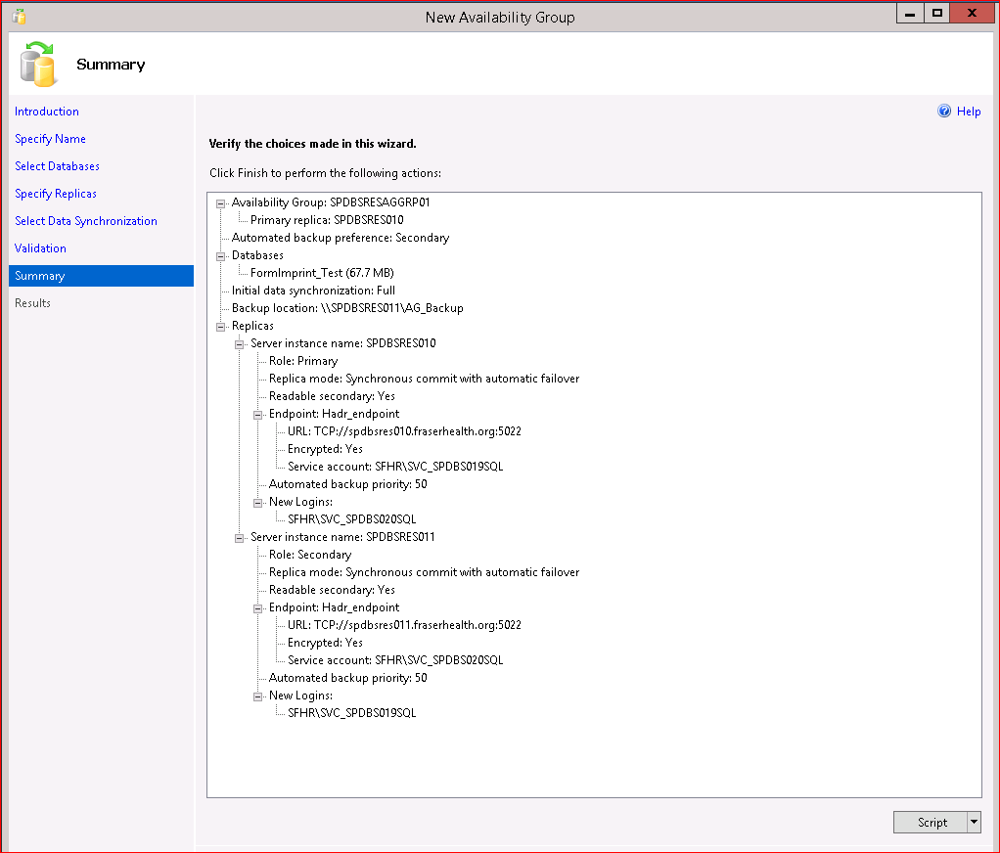 New Availability Group
Summary
Introduction
Specify Name
Select Databases
Specify Replicas
Select Data Synchronization
Validation
Summary
Results
Help
Verify the choices made in this wizard.
Click Finish to perform the following actions:
Availability Group: SPDBSRESAGGRP01
Primary replica: SPDBSRES010
Automated backup preference: Secondary
Databases
FormImprint_Test (67.7 MB)
Initial data synchronization: Full
Backup location: \\SPDBSRES011\AG_Backup
Replicas
Server instance name: SPDBSRES010
Role: Primary
Replica mode: Synchronous commit with automatic failover
Readable secondary: Yes
Endpoint: Hadr_endpoint
URL: TCP://spdbsres010.fraserhealth.org:5022
Encrypted: Yes
Service account: SFHR\SVC_SPDBS019SQL
Automated backup priority: 50
New Logins:
SFHR\SVC_SPDBS020SQL
Server instance name: SPDBSRES011
Role: Secondary
Replica mode: Synchronous commit with automatic failover
Readable secondary: Yes
Endpoint: Hadr_endpoint
URL: TCP://spdbsres011.fraserhealth.org:5022
Encrypted: Yes
Service account: SFHR\SVC_SPDBS020SQL
Automated backup priority: 50
New Logins:
SFHR\SVC_SPDBS019SQL
Script